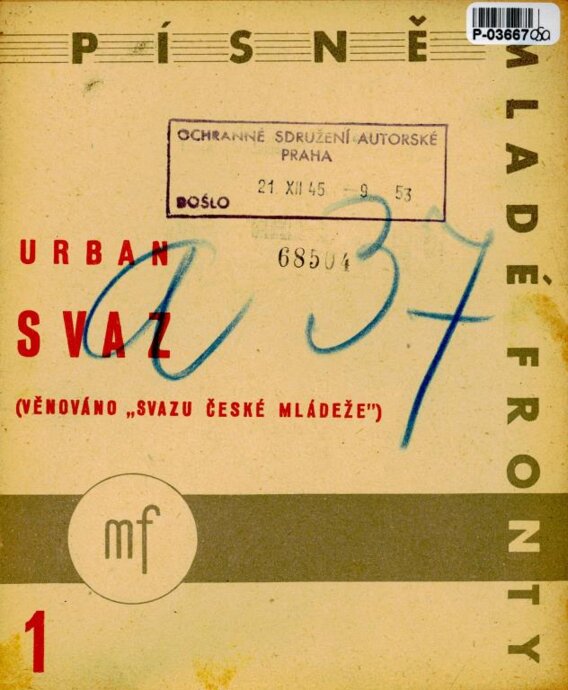 PÍSNĚ
MLADÉ FRONTY
P-03667 OSA
OCHRANNÉ SDRUŽENÍ AUTORSKÉ
PRAHA
21 XII 45 - 9 53
DOŠLO
68504
a 37
URBAN
SVAZ
(VĚNOVÁNO „SVAZU ČESKÉ MLÁDEŽE")
mf
1